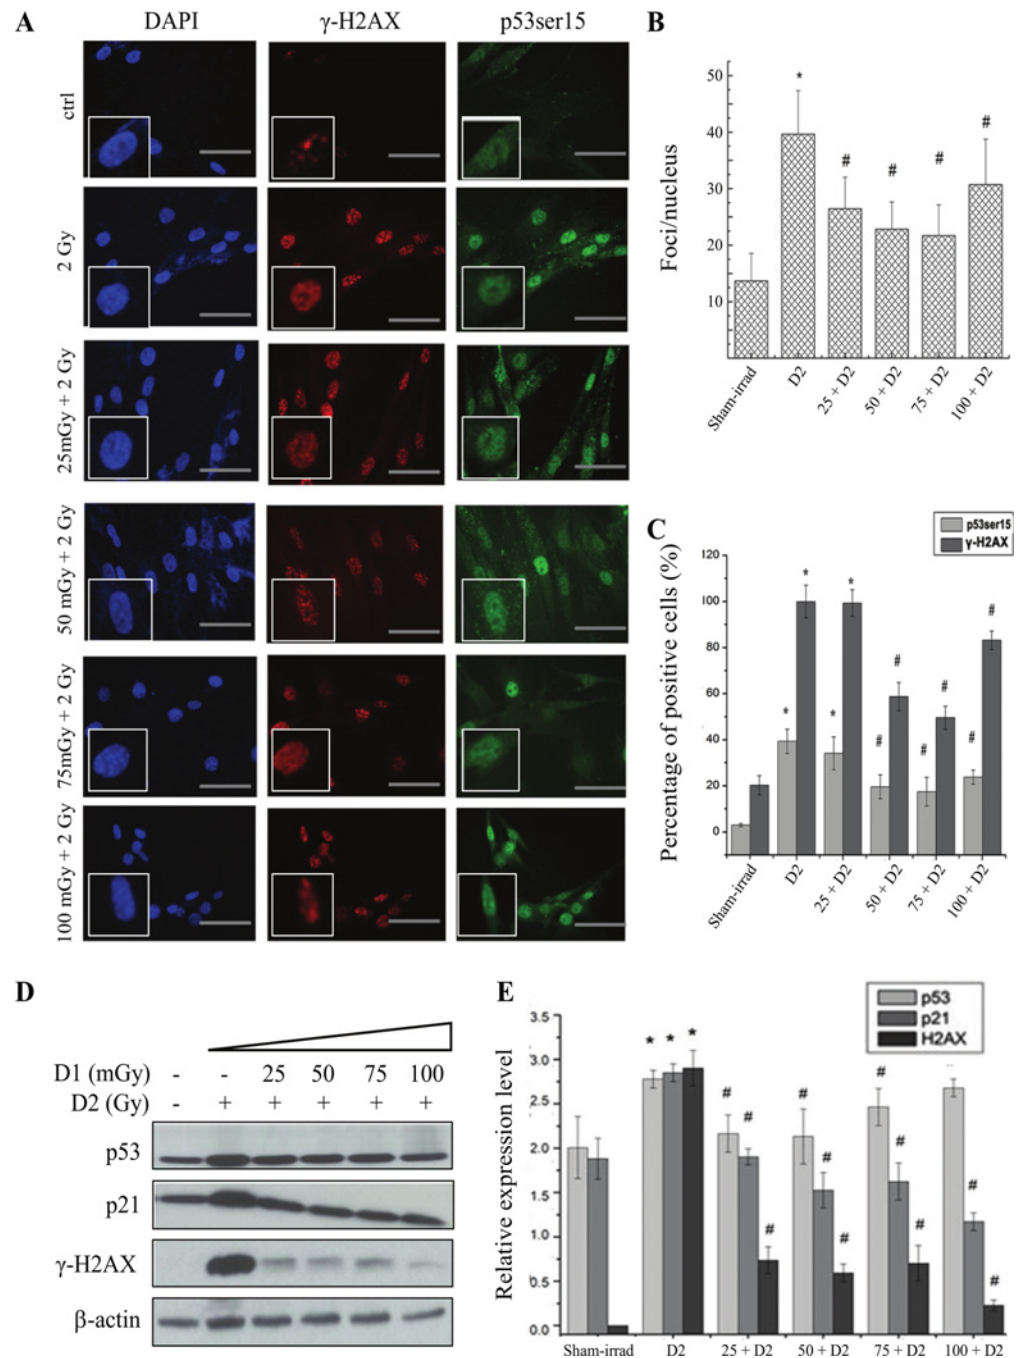 A
DAPI
γ-H2AX
p53ser15
ctrl
2 Gy
25mGy + 2 Gy
50 mGy + 2 Gy
75mGy + 2 Gy
100 mGy + 2 Gy
B
Foci/nucleus
50
40
30
20
10
*
#
#
#
#
Sham-irrad
D2
25 + D2
50 + D2
75 + D2
100 + D2
C
p53ser15
γ-H2AX
Percentage of positive cells (%)
120
100
80
60
40
20
0
*
*
*
*
#
#
#
#
#
#
Sham-irrad
D2
25 + D2
50 + D2
75 + D2
100 + D2
D
D1 (mGy) - - 25 50 75 100
D2 (Gy) - + + + + +
p53
p21
γ-H2AX
β-actin
E
p53
p21
H2AX
Relative expression level
3.5
3.0
2.5
2.0
1.5
1.0
0.5
0.0
* * *
# # #
# # #
# # #
# #
Sham-irrad
D2
25 + D2
50 + D2
75 + D2
100 + D2